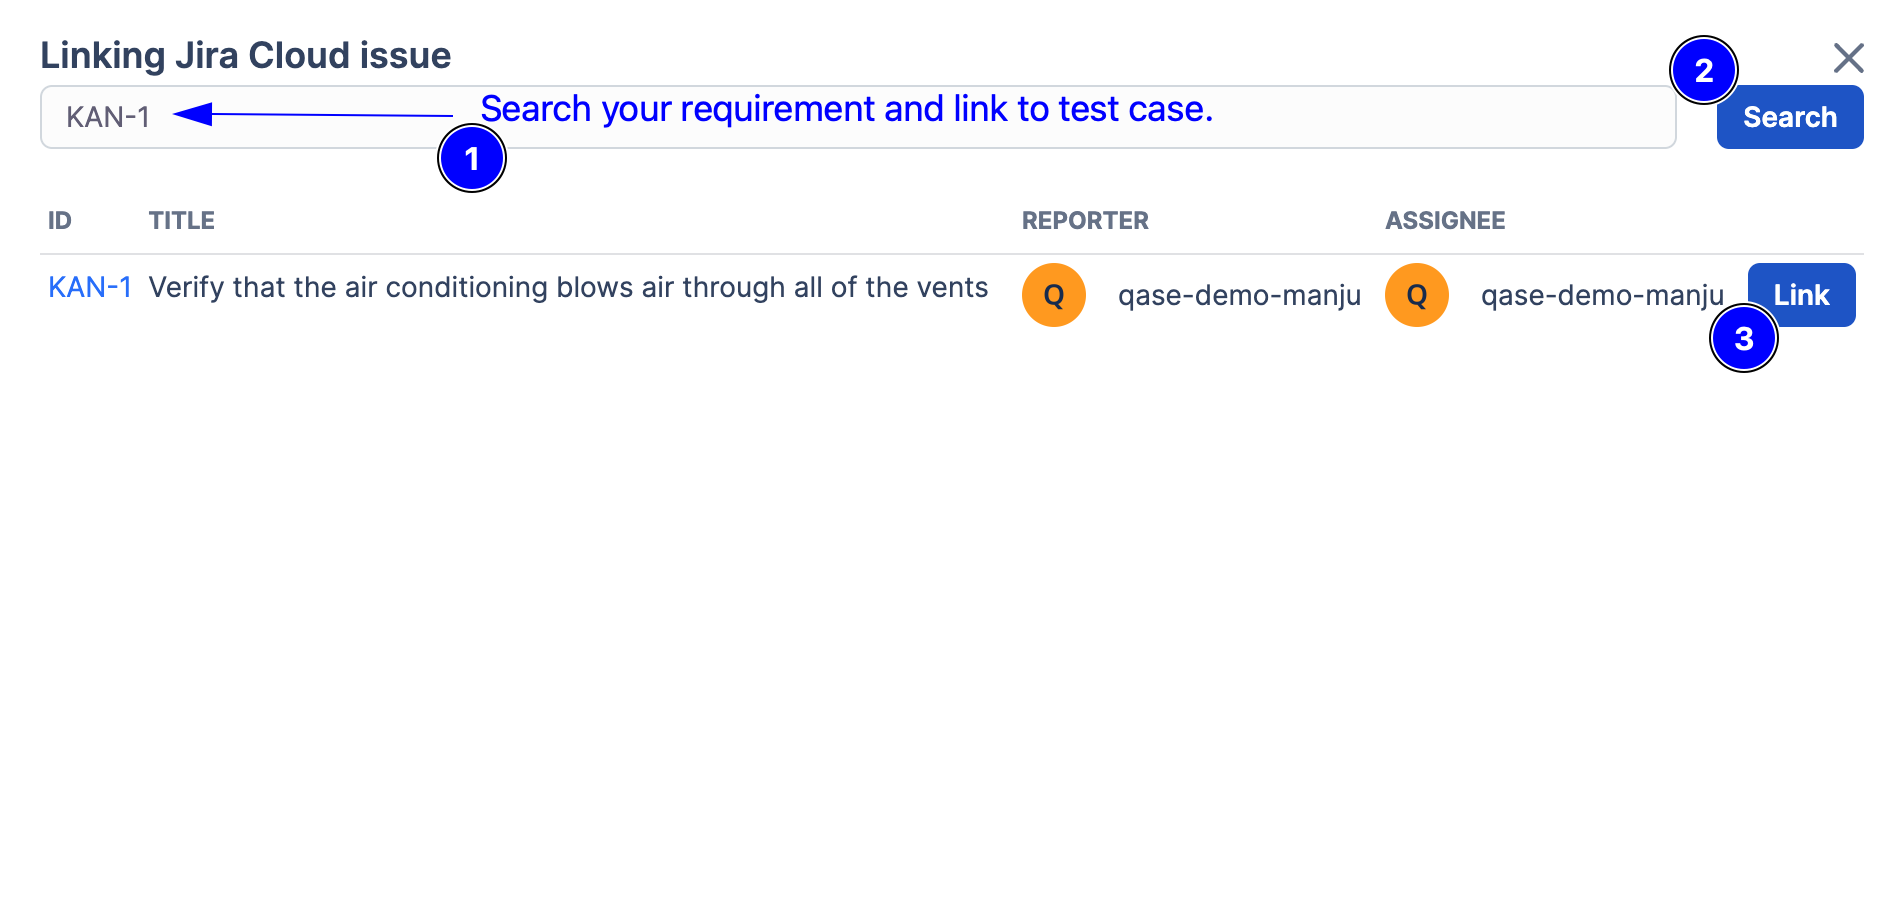 Linking Jira Cloud issue
2
KAN-1 Search your requirement and link to test case.
Search
1
ID TITLE REPORTER ASSIGNEE
KAN-1 Verify that the air conditioning blows air through all of the vents Q qase-demo-manju Q qase-demo-manju Link
3